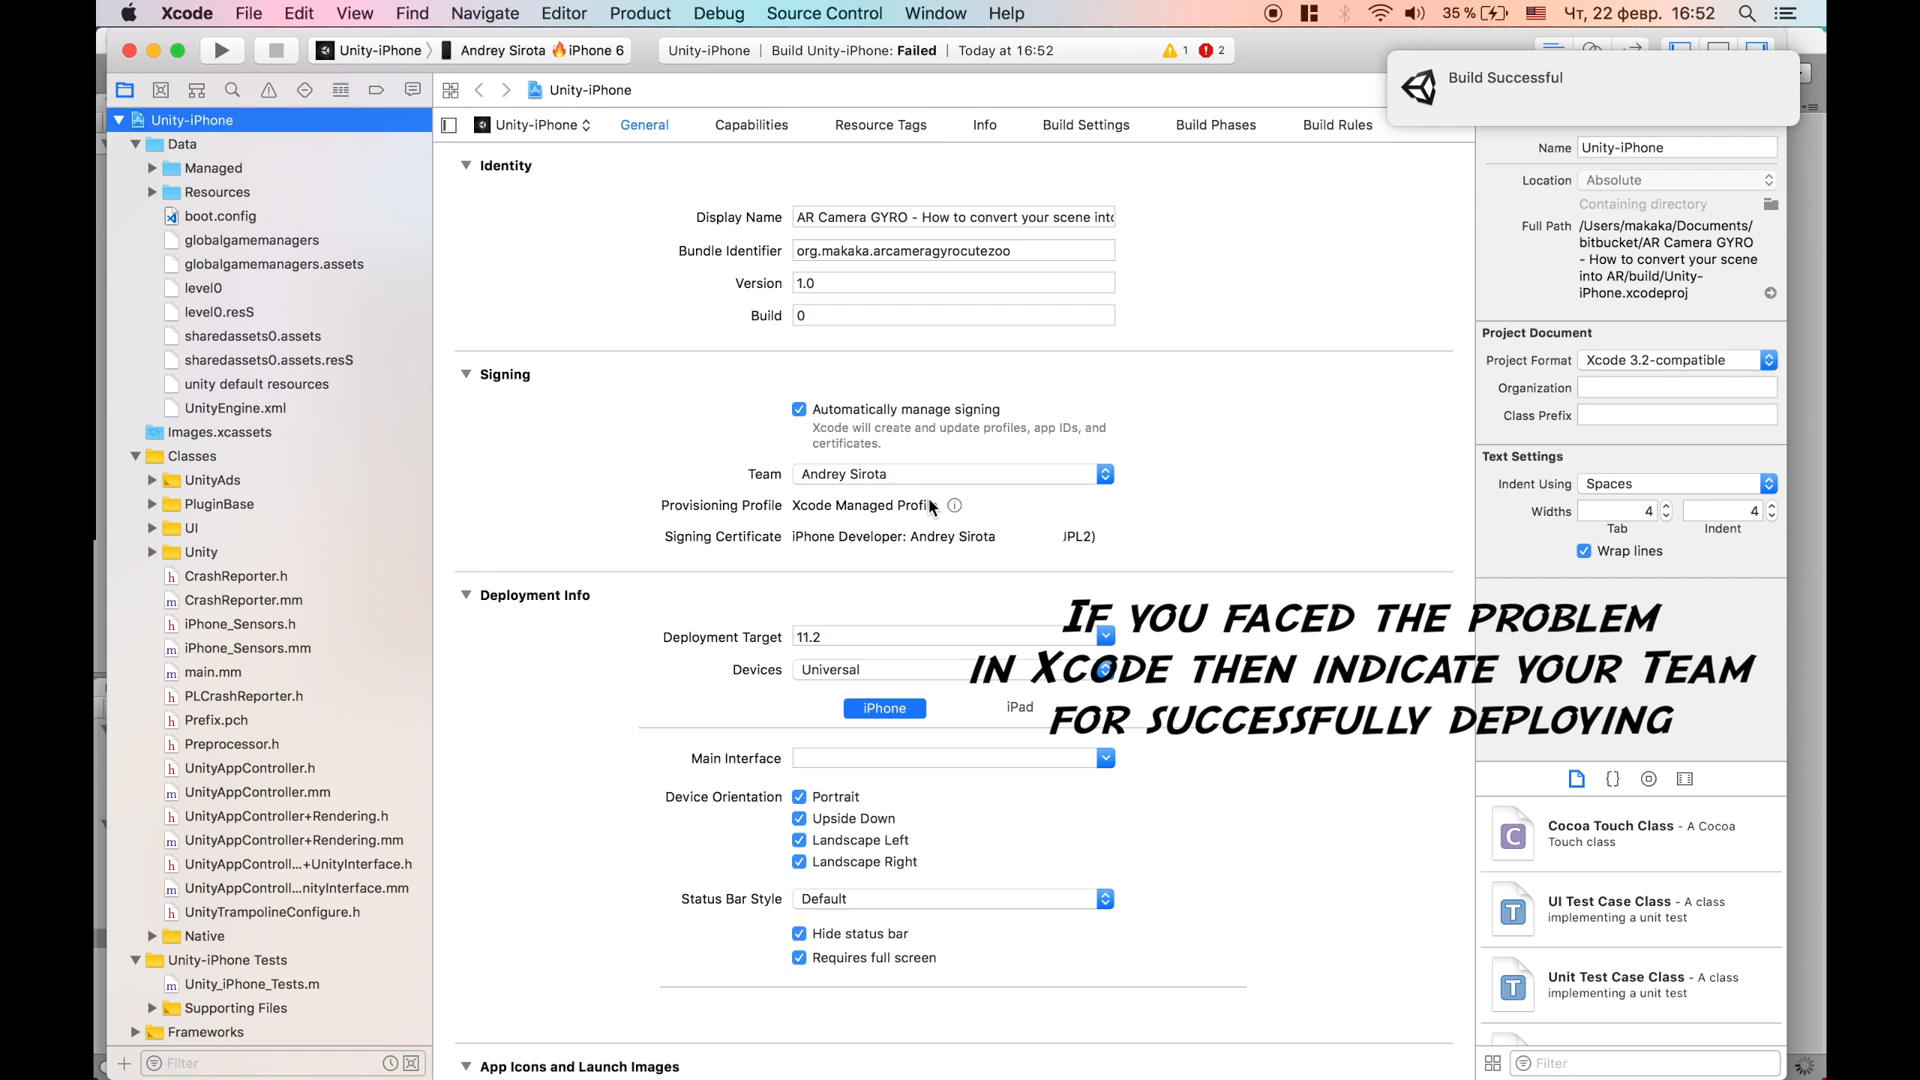 Xcode File Edit View Find Navigate Editor Product Debug Source Control Window Help 35 % Чт, 22 февр. 16:52
Unity-iPhone Andrey Sirota iPhone 6 Unity-iPhone | Build Unity-iPhone: Failed | Today at 16:52 1 2
Build Successful
Unity-iPhone
Unity-iPhone General Capabilities Resource Tags Info Build Settings Build Phases Build Rules
Unity-iPhone
Data
Managed
Resources
boot.config
globalgamemanagers
globalgamemanagers.assets
level0
level0.resS
sharedassets0.assets
sharedassets0.assets.resS
unity default resources
UnityEngine.xml
Images.xcassets
Classes
UnityAds
PluginBase
UI
Unity
CrashReporter.h
CrashReporter.mm
iPhone_Sensors.h
iPhone_Sensors.mm
main.mm
PLCrashReporter.h
Prefix.pch
Preprocessor.h
UnityAppController.h
UnityAppController.mm
UnityAppController+Rendering.h
UnityAppController+Rendering.mm
UnityAppControll...+UnityInterface.h
UnityAppControll...nityInterface.mm
UnityTrampolineConfigure.h
Native
Unity-iPhone Tests
Unity_iPhone_Tests.m
Supporting Files
Frameworks
Filter
Identity
Display Name AR Camera GYRO - How to convert your scene into
Bundle Identifier org.makaka.arcameragyrocutezoo
Version 1.0
Build 0
Signing
Automatically manage signing
Xcode will create and update profiles, app IDs, and
certificates.
Team Andrey Sirota
Provisioning Profile Xcode Managed Profile
Signing Certificate iPhone Developer: Andrey Sirota JPL2)
Deployment Info
Deployment Target 11.2
Devices Universal
iPhone iPad
Main Interface
Device Orientation Portrait
Upside Down
Landscape Left
Landscape Right
Status Bar Style Default
Hide status bar
Requires full screen
App Icons and Launch Images
If you faced the problem
in Xcode then indicate your Team
for successfully deploying
Name Unity-iPhone
Location Absolute
Containing directory
Full Path /Users/makaka/Documents/
bitbucket/AR Camera GYRO
- How to convert your scene
into AR/build/Unity-
iPhone.xcodeproj
Project Document
Project Format Xcode 3.2-compatible
Organization
Class Prefix
Text Settings
Indent Using Spaces
Widths 4 4
Tab Indent
Wrap lines
{}
C Cocoa Touch Class - A Cocoa
Touch class
T UI Test Case Class - A class
implementing a unit test
T Unit Test Case Class - A class
implementing a unit test
Filter